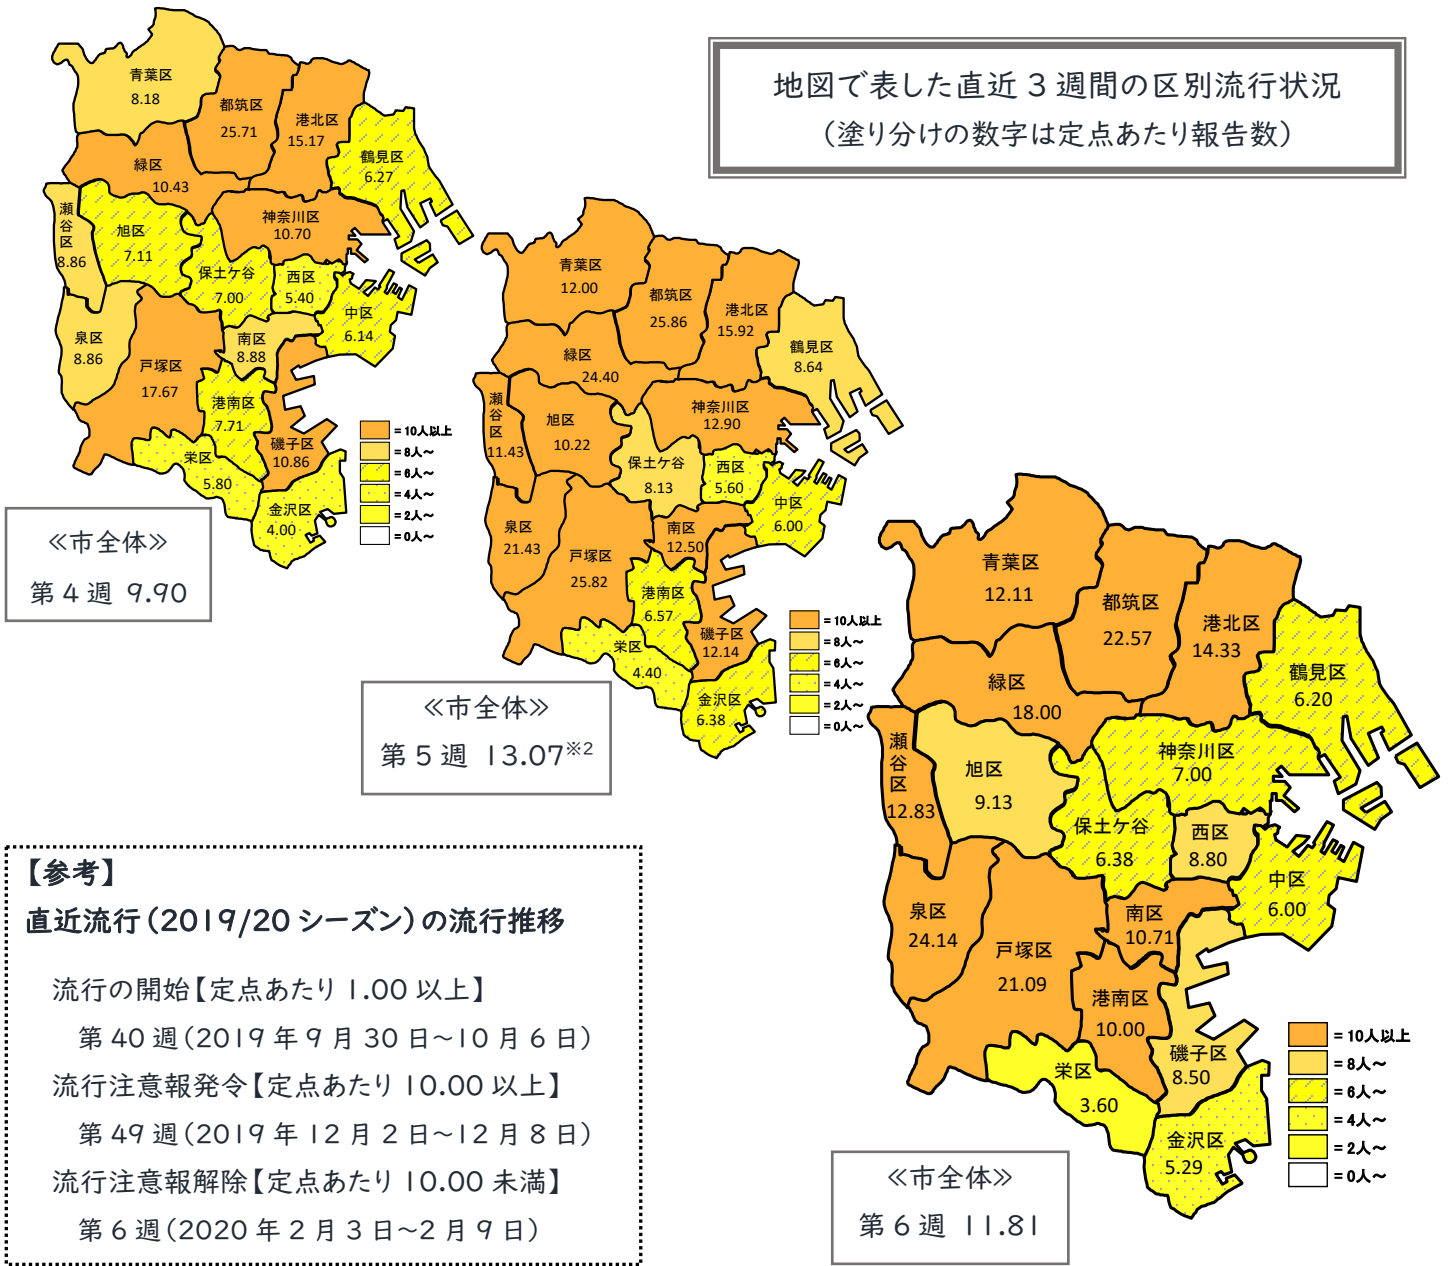 地図で表した直近3週間の区別流行状況
(塗り分けの数字は定点あたり報告数)
青葉区
8.18
都筑区
25.71
港北区
15.17
鶴見区
6.27
緑区
10.43
瀬谷区
8.86
旭区
7.11
神奈川区
10.70
保土ケ谷
7.00
西区
5.40
中区
6.14
泉区
8.86
戸塚区
17.67
南区
8.88
港南区
7.71
磯子区
10.86
栄区
5.80
金沢区
4.00
=10人以上
=8人～
=6人～
=4人～
=2人～
=0人～
≪市全体≫
第4週 9.90
青葉区
12.00
都筑区
25.86
港北区
15.92
鶴見区
8.64
緑区
24.40
瀬谷区
11.43
旭区
10.22
神奈川区
12.90
保土ケ谷
8.13
西区
5.60
中区
6.00
泉区
21.43
戸塚区
25.82
南区
12.50
港南区
6.57
磯子区
12.14
栄区
4.40
金沢区
6.38
=10人以上
=8人～
=6人～
=4人～
=2人～
=0人～
≪市全体≫
第5週 13.07※2
青葉区
12.11
都筑区
22.57
港北区
14.33
鶴見区
6.20
緑区
18.00
瀬谷区
12.83
旭区
9.13
神奈川区
7.00
保土ケ谷
6.38
西区
8.80
中区
6.00
泉区
24.14
戸塚区
21.09
南区
10.71
港南区
10.00
磯子区
8.50
栄区
3.60
金沢区
5.29
=10人以上
=8人～
=6人～
=4人～
=2人～
=0人～
≪市全体≫
第6週 11.81
【参考】
直近流行(2019/20シーズン)の流行推移
流行の開始【定点あたり1.00以上】
第40週(2019年9月30日～10月6日)
流行注意報発令【定点あたり10.00以上】
第49週(2019年12月2日～12月8日)
流行注意報解除【定点あたり10.00未満】
第6週(2020年2月3日～2月9日)